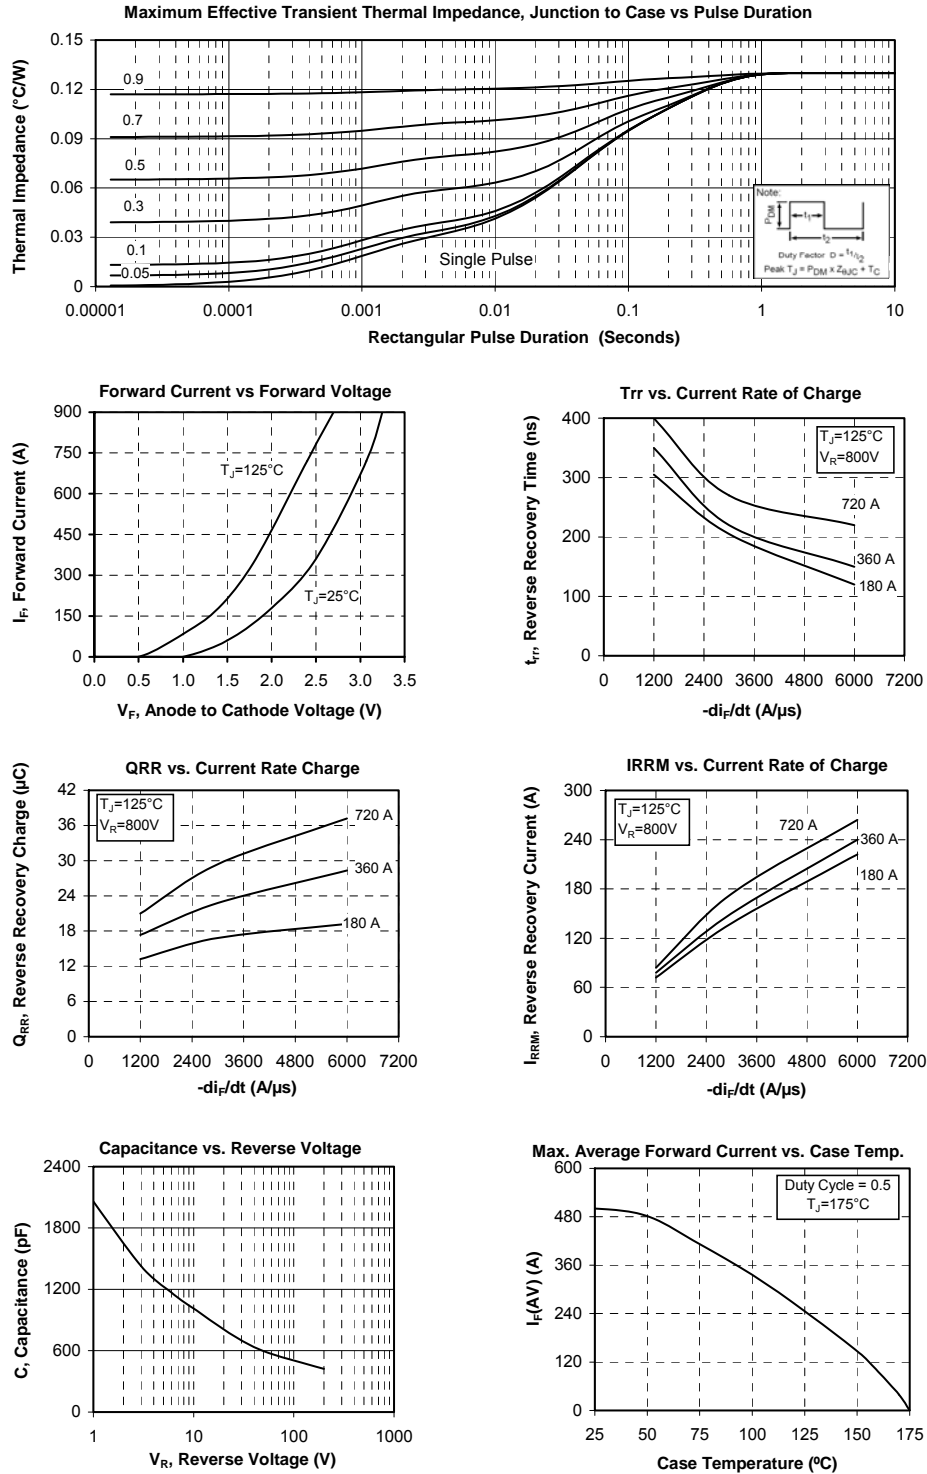 Maximum Effective Transient Thermal Impedance, Junction to Case vs Pulse Duration
Thermal Impedance (°C/W)
0.15
0.12
0.09
0.06
0.03
0
0.9
0.7
0.5
0.3
0.1
0.05
Single Pulse
Note:
PDM
t1
t2
Duty Factor D = t1/t2
Peak TJ = PDM x ZθJC + TC
0.00001 0.0001 0.001 0.01 0.1 1 10
Rectangular Pulse Duration (Seconds)
Forward Current vs Forward Voltage
IF, Forward Current (A)
900
750
600
450
300
150
0
TJ=125°C
TJ=25°C
0.0 0.5 1.0 1.5 2.0 2.5 3.0 3.5
VF, Anode to Cathode Voltage (V)
Trr vs. Current Rate of Charge
trr, Reverse Recovery Time (ns)
400
300
200
100
0
TJ=125°C
VR=800V
720 A
360 A
180 A
0 1200 2400 3600 4800 6000 7200
-diF/dt (A/µs)
QRR vs. Current Rate Charge
QRR, Reverse Recovery Charge (µC)
42
36
30
24
18
12
6
0
TJ=125°C
VR=800V
720 A
360 A
180 A
0 1200 2400 3600 4800 6000 7200
-diF/dt (A/µs)
IRRM vs. Current Rate of Charge
IRRM, Reverse Recovery Current (A)
300
240
180
120
60
0
TJ=125°C
VR=800V
720 A
360 A
180 A
0 1200 2400 3600 4800 6000 7200
-diF/dt (A/µs)
Capacitance vs. Reverse Voltage
C, Capacitance (pF)
2400
1800
1200
600
0
1 10 100 1000
VR, Reverse Voltage (V)
Max. Average Forward Current vs. Case Temp.
IF(AV) (A)
600
480
360
240
120
0
Duty Cycle = 0.5
TJ=175°C
25 50 75 100 125 150 175
Case Temperature (ºC)